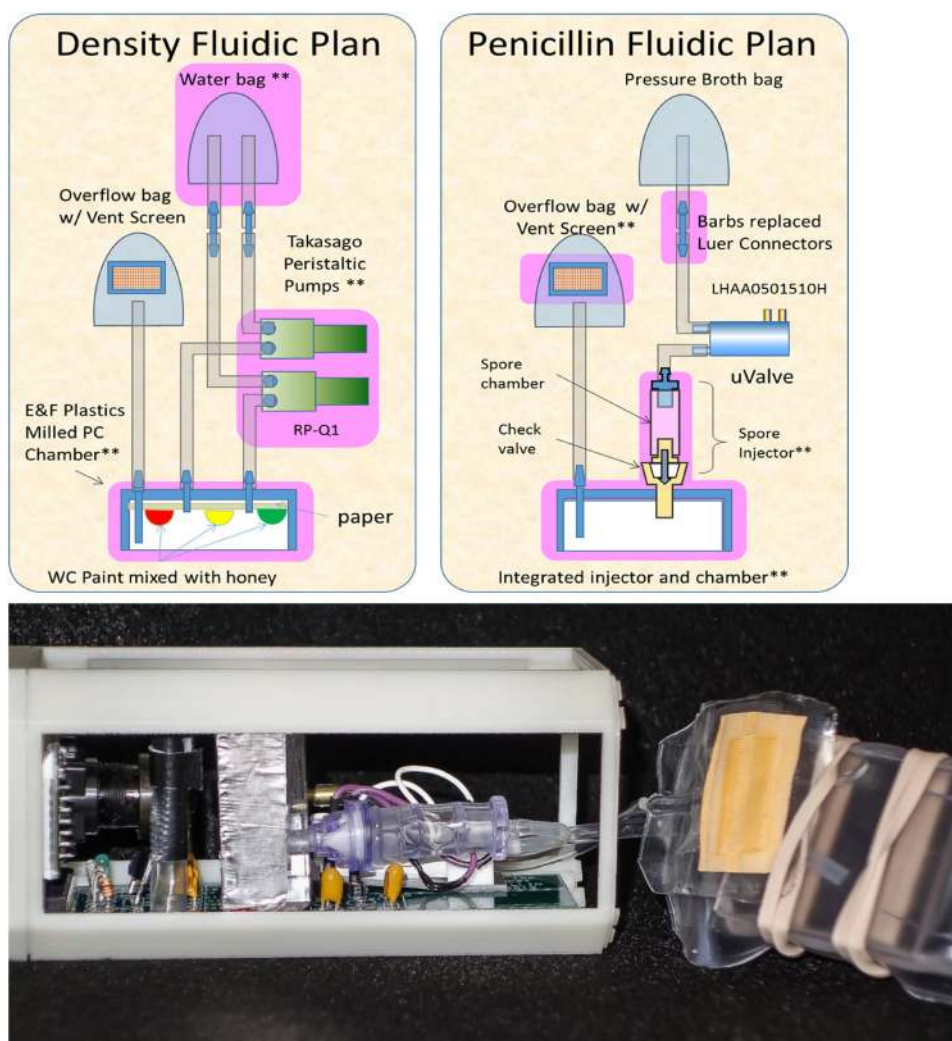 Density Fluidic Plan
Water bag **
Overflow bag
w/ Vent Screen
Takasago
Peristaltic
Pumps **
E&F Plastics
Milled PC
Chamber**
RP-Q1
paper
WC Paint mixed with honey
Penicillin Fluidic Plan
Pressure Broth bag
Overflow bag w/
Vent Screen**
Barbs replaced
Luer Connectors
LHAA0501510H
uValve
Spore
chamber
Check
valve
Spore
Injector**
Integrated injector and chamber**